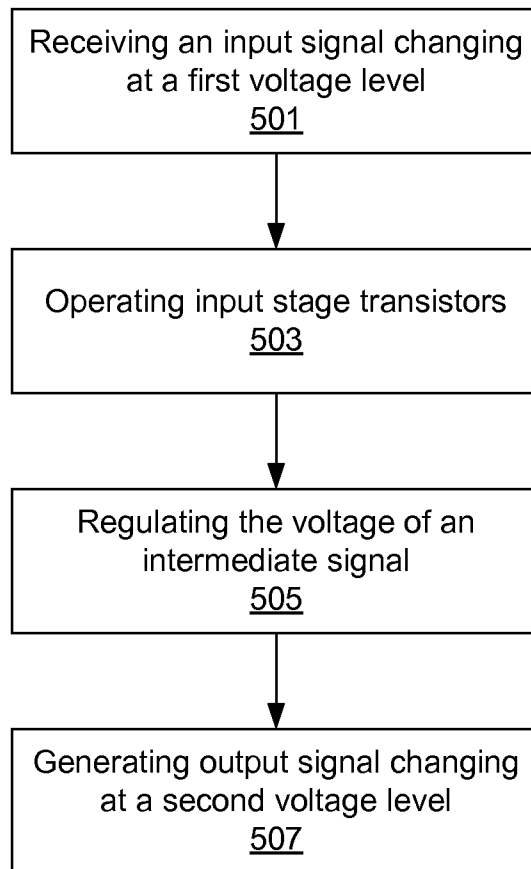 Receiving an input signal changing
at a first voltage level
501
Operating input stage transistors
503
Regulating the voltage of an
intermediate signal
505
Generating output signal changing
at a second voltage level
507